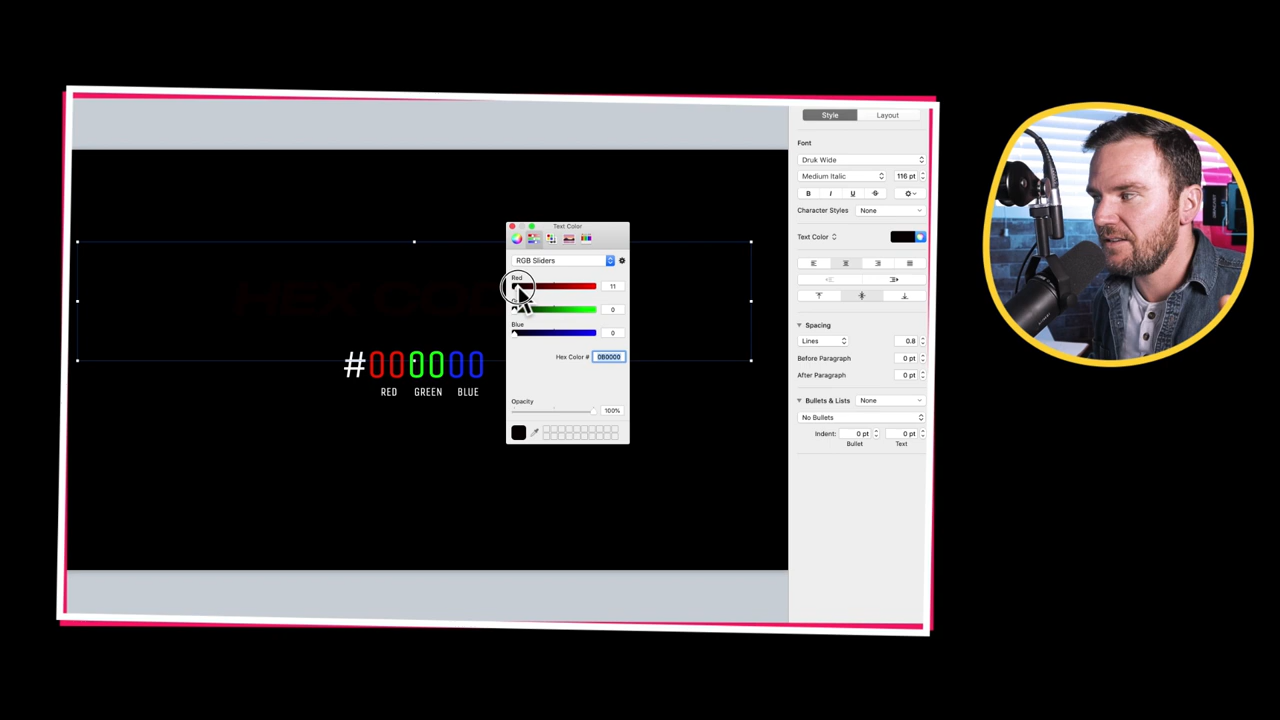 Style
Layout
Font
Druk Wide
Medium Italic
116 pt
B
I
U
S
Character Styles
None
Text Color
Text Color
RGB Sliders
Red
11
0
Blue
0
Hex Color #
0B0000
Opacity
100%
HEX COD
#000000
RED
GREEN
BLUE
Spacing
Lines
0.8
Before Paragraph
0 pt
After Paragraph
0 pt
Bullets & Lists
None
No Bullets
Indent:
0 pt
0 pt
Bullet
Text